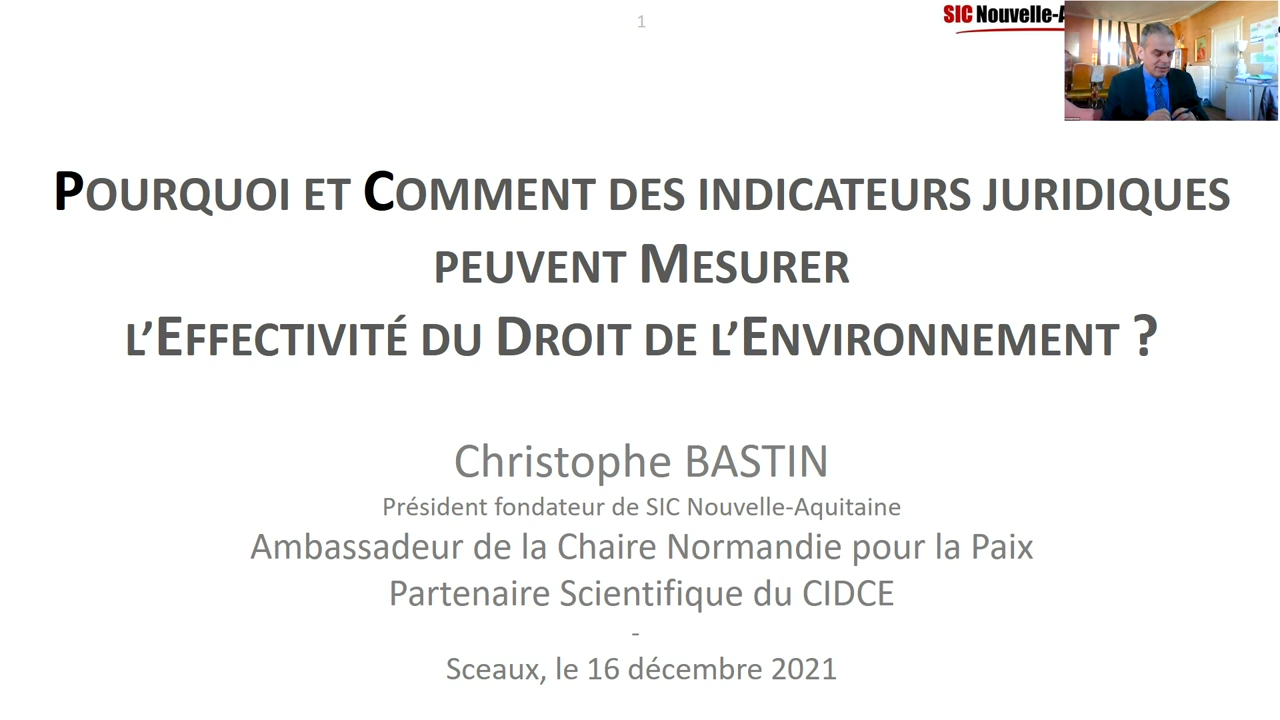 1
SIC Nouvelle-A
POURQUOI ET COMMENT DES INDICATEURS JURIDIQUES
PEUVENT MESURER
L’EFFECTIVITÉ DU DROIT DE L’ENVIRONNEMENT ?
Christophe BASTIN
Président fondateur de SIC Nouvelle-Aquitaine
Ambassadeur de la Chaire Normandie pour la Paix
Partenaire Scientifique du CIDCE
-
Sceaux, le 16 décembre 2021